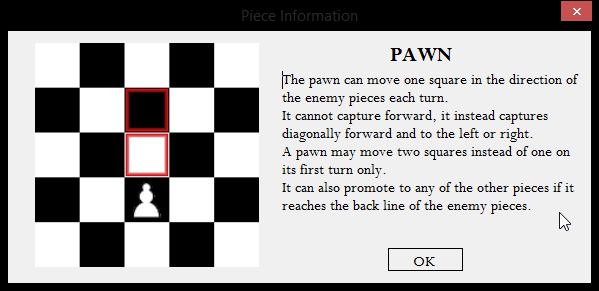 Piece Information
PAWN
The pawn can move one square in the direction of
the enemy pieces each turn.
It cannot capture forward, it instead captures
diagonally forward and to the left or right.
A pawn may move two squares instead of one on
its first turn only.
It can also promote to any of the other pieces if it
reaches the back line of the enemy pieces.
OK